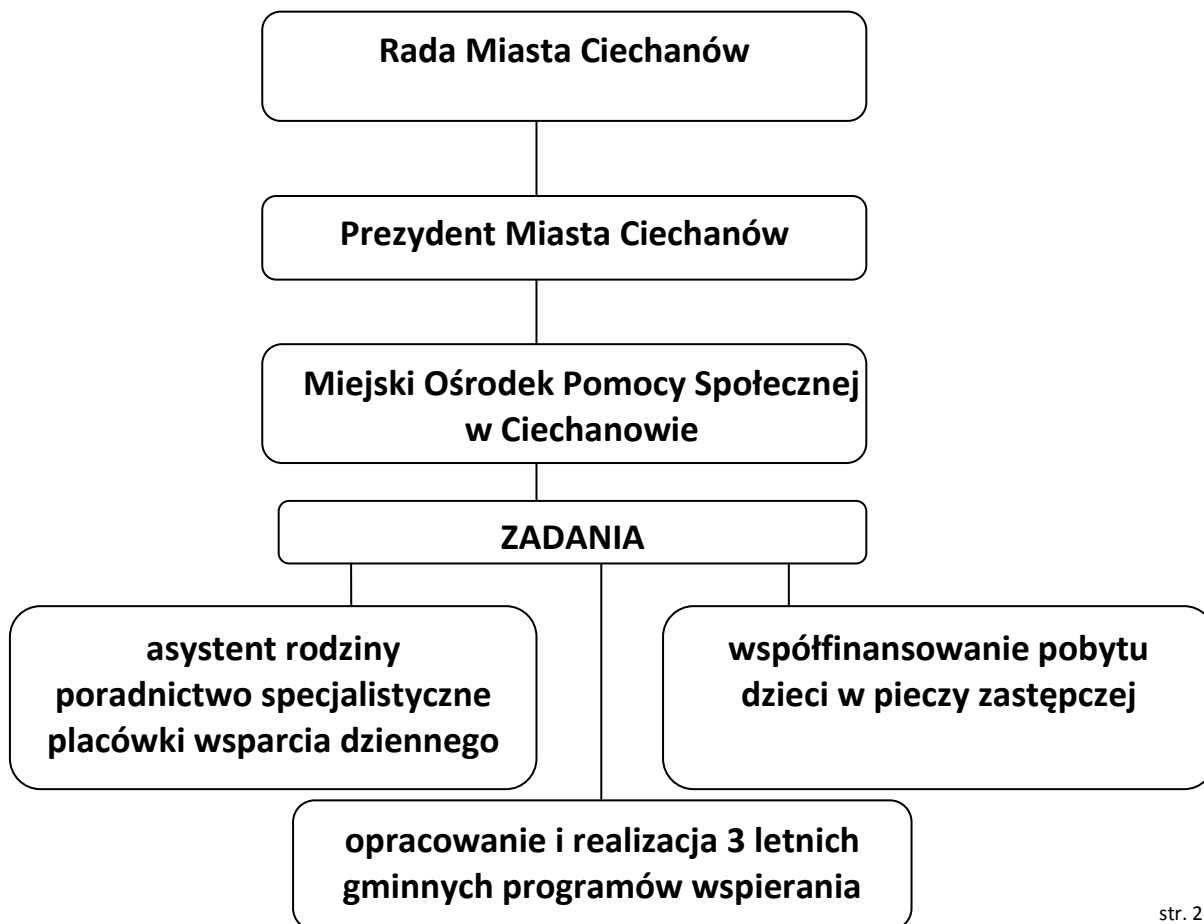 Rada Miasta Ciechanów
Prezydent Miasta Ciechanów
Miejski Ośrodek Pomocy Społecznej
w Ciechanowie
ZADANIA
asystent rodziny
poradnictwo specjalistyczne
placówki wsparcia dziennego
współfinansowanie pobytu
dzieci w pieczy zastępczej
opracowanie i realizacja 3 letnich
gminnych programów wspierania
str. 2